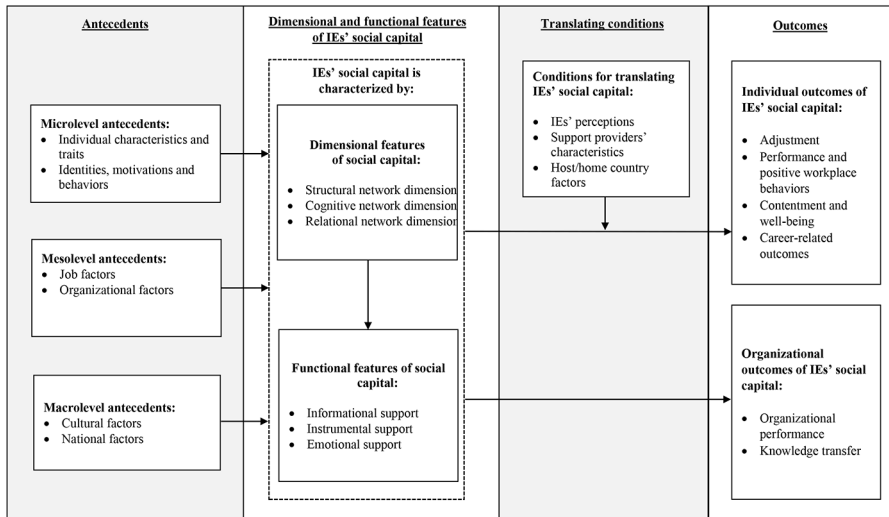 Antecedents
Microlevel antecedents:
• Individual characteristics and
traits
• Identities, motivations and
behaviors
Mesolevel antecedents:
• Job factors
• Organizational factors
Macrolevel antecedents:
• Cultural factors
• National factors
Dimensional and functional features
of IEs' social capital
IEs' social capital is
characterized by:
Dimensional features
of social capital:
• Structural network dimension
• Cognitive network dimension
• Relational network dimension
Functional features of social
capital:
• Informational support
• Instrumental support
• Emotional support
Translating conditions
Conditions for translating
IEs' social capital:
• IEs' perceptions
• Support providers'
characteristics
• Host/home country
factors
Outcomes
Individual outcomes of
IEs' social capital:
• Adjustment
• Performance and
positive workplace
behaviors
• Contentment and
well-being
• Career-related
outcomes
Organizational
outcomes of IEs' social
capital:
• Organizational
performance
• Knowledge transfer